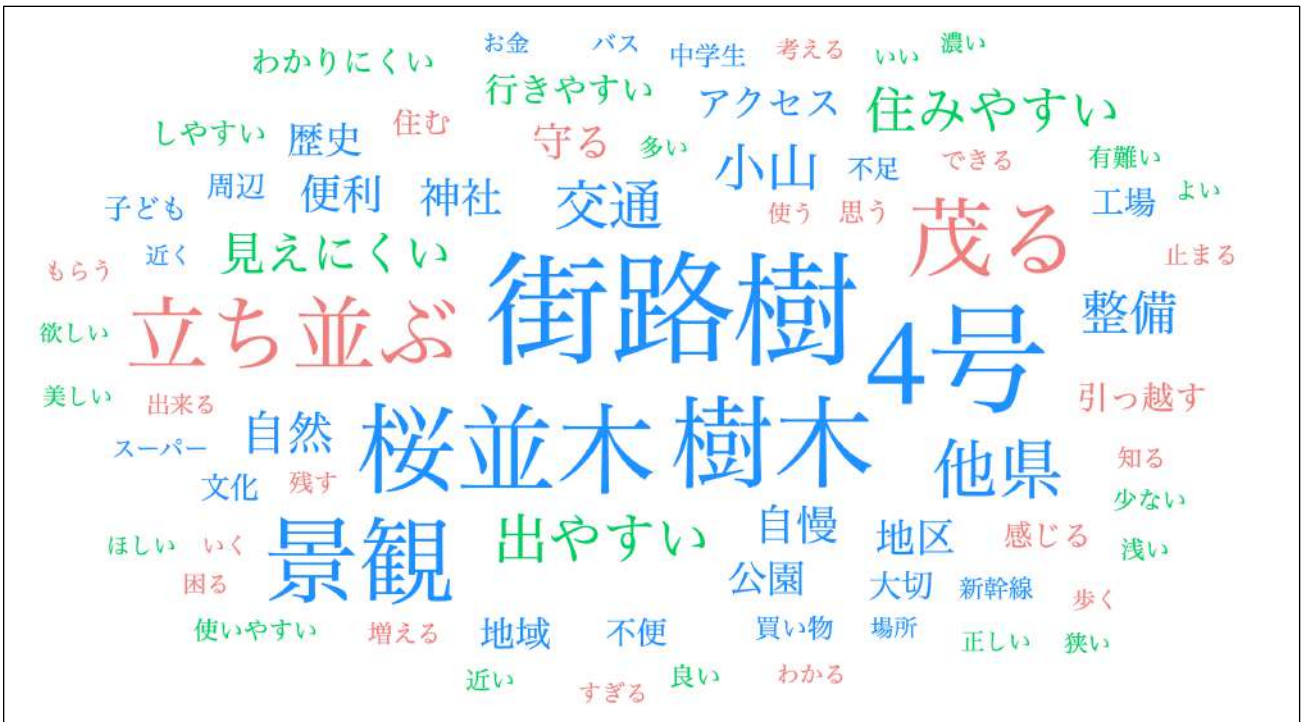 お金 バス 中学生 考える いい 濃い
わかりにくい 行きやすい アクセス 住みやすい
しやすい 歴史 住む 守る 多い 小山 不足 できる 有難い
子ども 周辺 便利 神社 交通 使う 思う 茂る 工場 よい
もらう 近く 見えにくい 街路樹 止まる
欲しい 立ち並ぶ 4号 整備
美しい 出来る 自然 桜並木 樹木 他県 引っ越す
スーパー 文化 残す 知る
少ない
ほしい いく 景観 出やすい 自慢 地区 感じる 浅い
困る 公園 大切 新幹線 歩く
使いやすい 増える 地域 不便 買い物 場所 正しい 狭い
近い すぎる 良い わかる